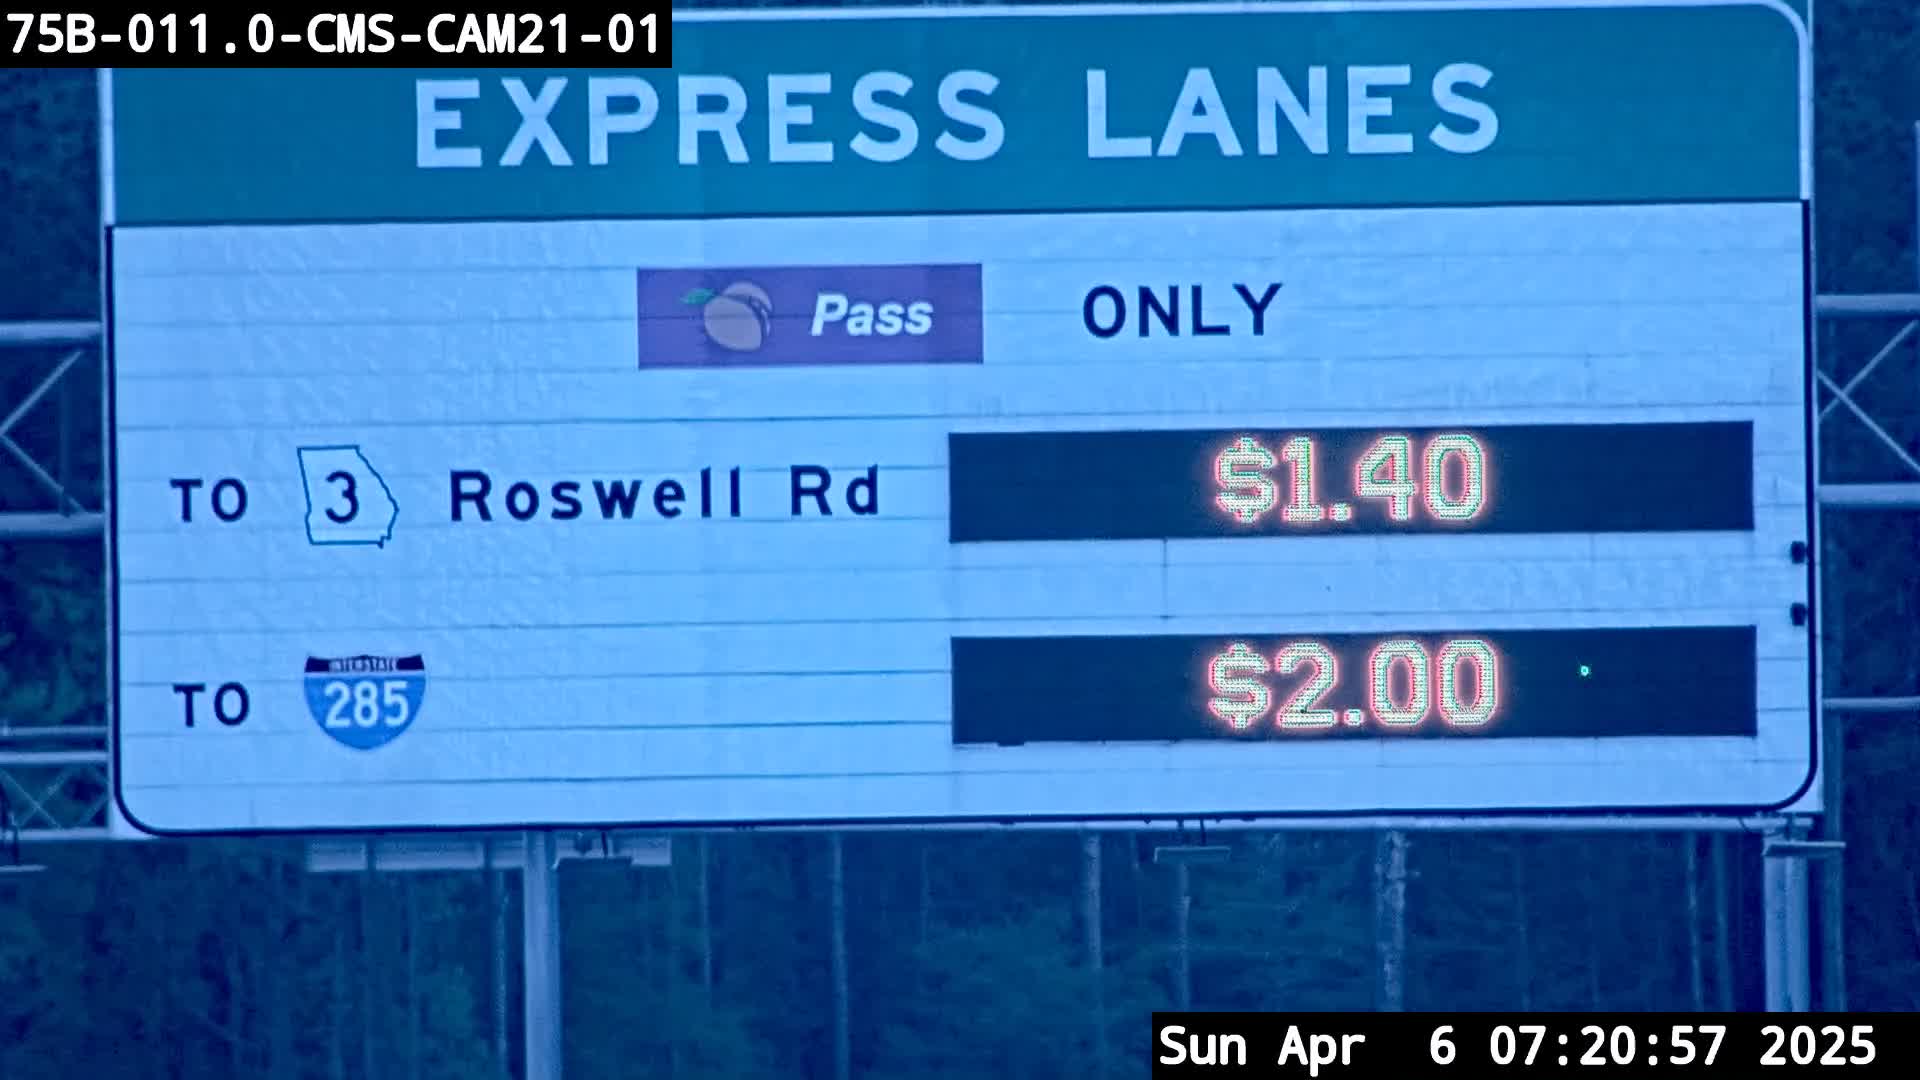 75B-011.0-CMS-CAM21-01
EXPRESS LANES
Pass ONLY
TO 3 Roswell Rd $1.40
INTERSTATE
TO 285 $2.00
Sun Apr 6 07:20:57 2025